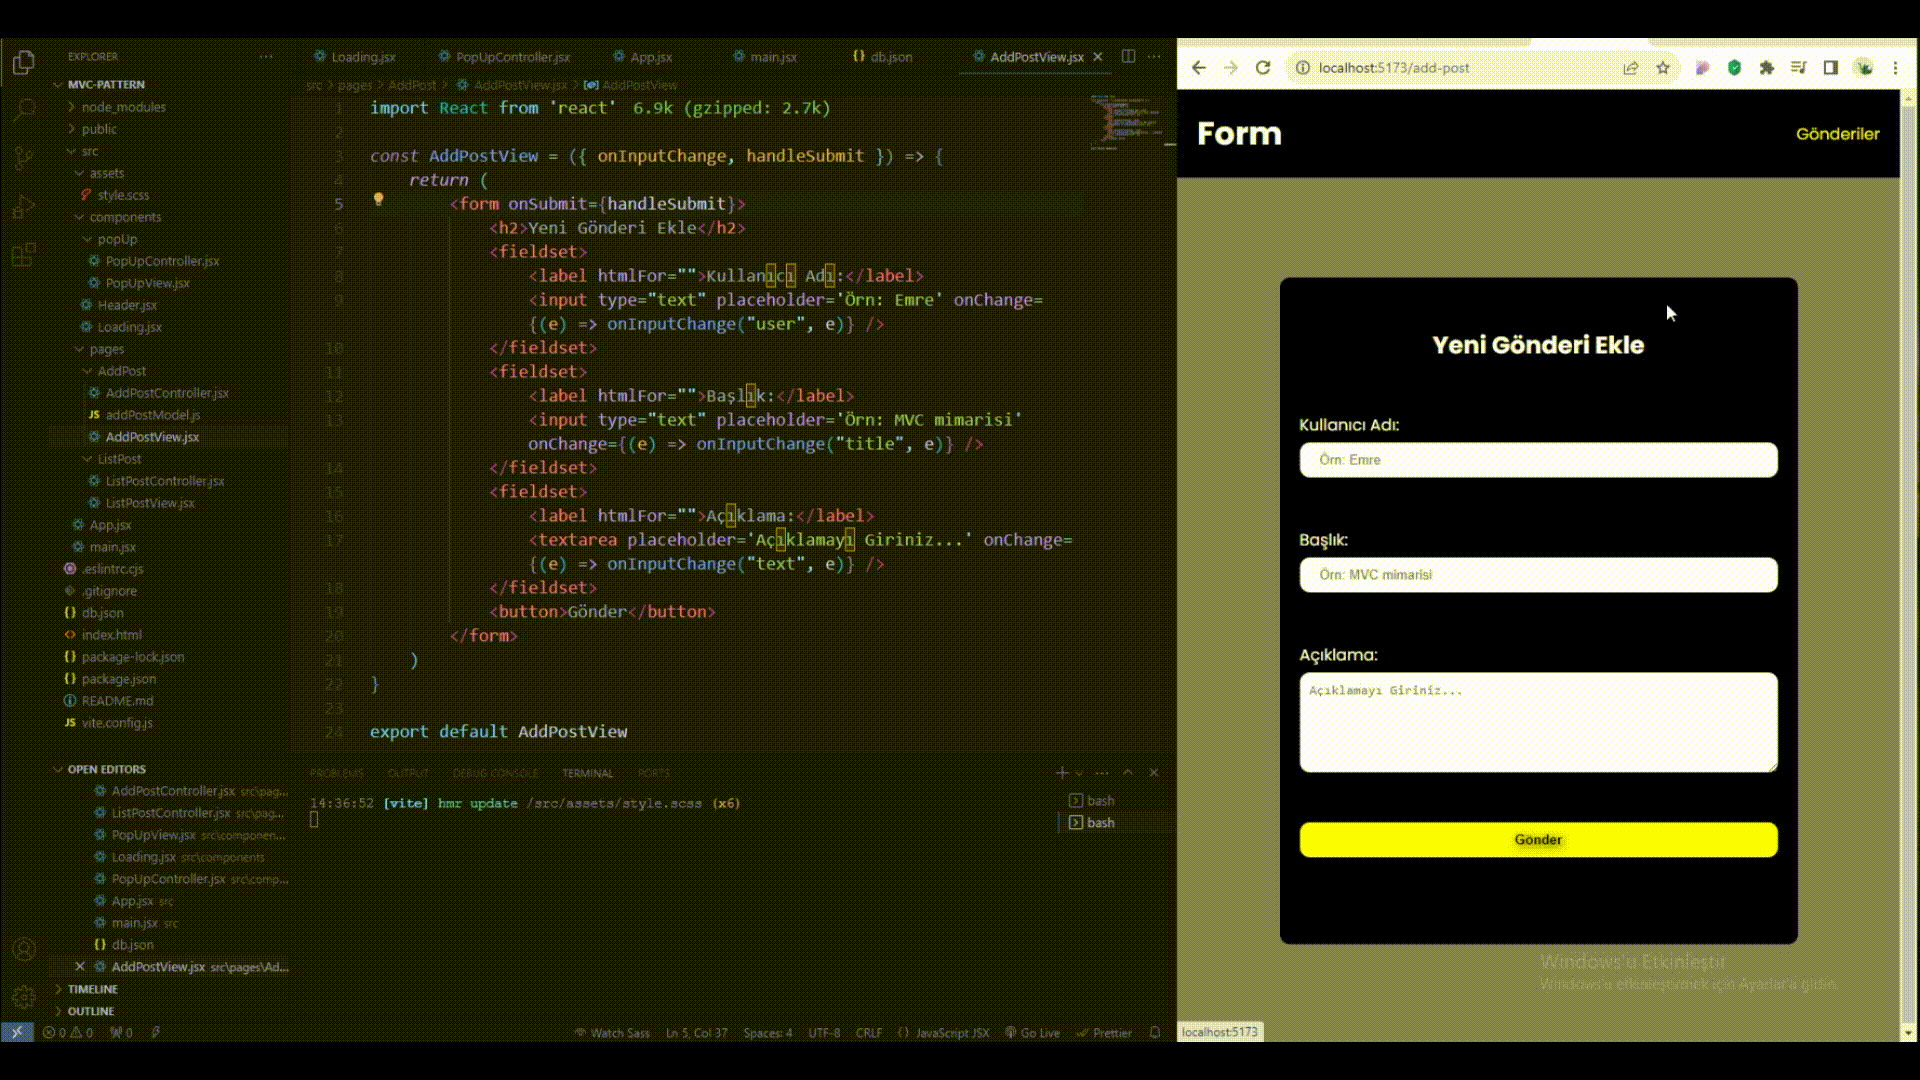 EXPLORER
MVC-PATTERN
node_modules
public
src
assets
style.scss
components
popUp
PopUpController.jsx
PopUpView.jsx
Header.jsx
Loading.jsx
pages
AddPost
AddPostController.jsx
JS addPostModel.js
AddPostView.jsx
ListPost
ListPostController.jsx
ListPostView.jsx
App.jsx
main.jsx
.eslintrc.cjs
.gitignore
{} db.json
<> index.html
{} package-lock.json
{} package.json
README.md
JS vite.config.js
OPEN EDITORS
AddPostController.jsx src\pag...
ListPostController.jsx src\pag...
PopUpView.jsx src\componen...
Loading.jsx src\components
PopUpController.jsx src\comp...
App.jsx src
main.jsx src
{} db.json
AddPostView.jsx src\pages\Ad...
TIMELINE
OUTLINE
Loading.jsx PopUpController.jsx App.jsx main.jsx {} db.json AddPostView.jsx
src > pages > AddPost > AddPostView.jsx > AddPostView
1 import React from 'react' 6.9k (gzipped: 2.7k)
2
3 const AddPostView = ({ onInputChange, handleSubmit }) => {
4 return (
5 <form onSubmit={handleSubmit}>
6 <h2>Yeni Gönderi Ekle</h2>
7 <fieldset>
8 <label htmlFor="">Kullanıcı Adı:</label>
9 <input type="text" placeholder='Örn: Emre' onChange=
{(e) => onInputChange("user", e)} />
10 </fieldset>
11 <fieldset>
12 <label htmlFor="">Başlık:</label>
13 <input type="text" placeholder='Örn: MVC mimarisi'
onChange={(e) => onInputChange("title", e)} />
14 </fieldset>
15 <fieldset>
16 <label htmlFor="">Açıklama:</label>
17 <textarea placeholder='Açıklamayı Giriniz...' onChange=
{(e) => onInputChange("text", e)} />
18 </fieldset>
19 <button>Gönder</button>
20 </form>
21 )
22 }
23
24 export default AddPostView
PROBLEMS OUTPUT DEBUG CONSOLE TERMINAL PORTS
14:36:52 [vite] hmr update /src/assets/style.scss (x6)
bash
bash
0 0 0 Watch Sass Ln 5, Col 37 Spaces: 4 UTF-8 CRLF {} JavaScript JSX Go Live Prettier
localhost:5173/add-post
Form
Gönderiler
Yeni Gönderi Ekle
Kullanıcı Adı:
Örn: Emre
Başlık:
Örn: MVC mimarisi
Açıklama:
Açıklamayı Giriniz...
Gönder
Windows'u Etkinleştir
Windows'u etkinleştirmek için Ayarlar'a gidin.
localhost:5173